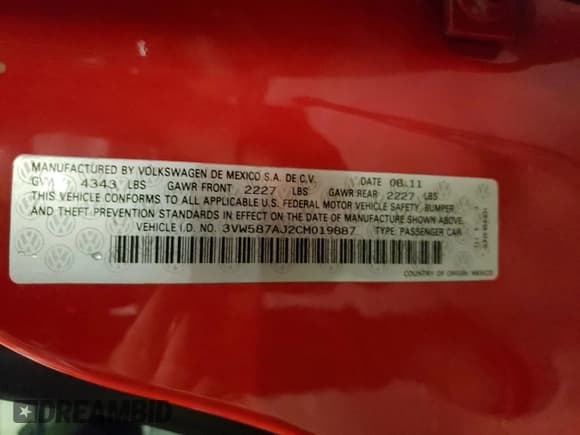 MANUFACTURED BY VOLKSWAGEN DE MEXICO S.A. DE C.V. DATE 08.11
GVWR 4343 LBS GAWR FRONT 2227 LBS GAWR REAR 2227 LBS
THIS VEHICLE CONFORMS TO ALL APPLICABLE U.S. FEDERAL MOTOR VEHICLE SAFETY, BUMPER,
AND THEFT PREVENTION STANDARDS IN EFFECT ON THE DATE OF MANUFACTURE SHOWN ABOVE.
VEHICLE I.D. NO. 3VW587AJ2CM019887 TYPE: PASSENGER CAR
COUNTRY OF ORIGIN: MEXICO
DREAMBID